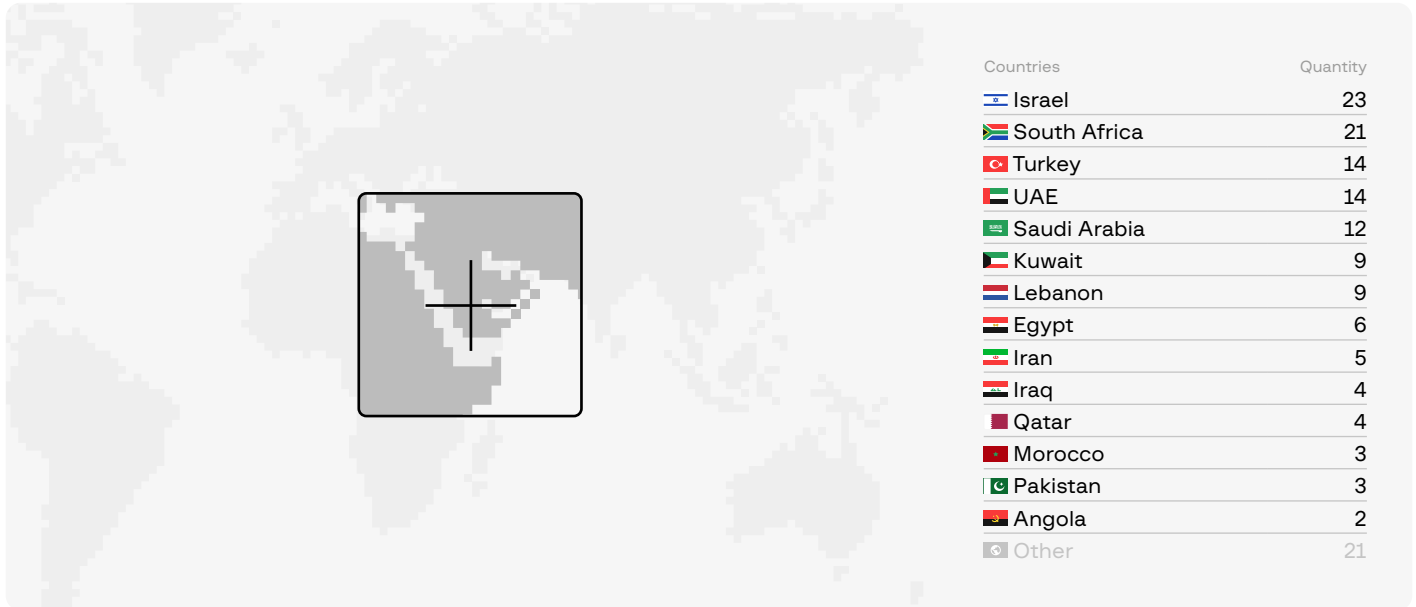 Countries Quantity
Israel 23
South Africa 21
Turkey 14
UAE 14
Saudi Arabia 12
Kuwait 9
Lebanon 9
Egypt 6
Iran 5
Iraq 4
Qatar 4
Morocco 3
Pakistan 3
Angola 2
Other 21